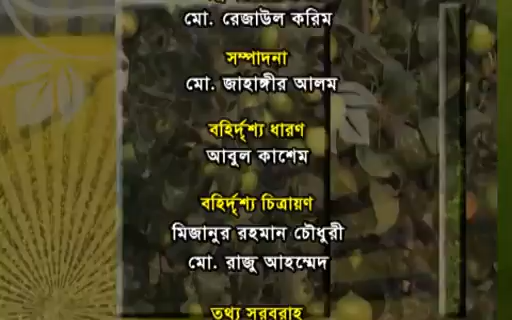 মো. রেজাউল করিম
সম্পাদনা
মো. জাহাঙ্গীর আলম
বহির্দৃশ্য ধারণ
আবুল কাশেম
বহির্দৃশ্য চিত্রায়ণ
মিজানুর রহমান চৌধুরী
মো. রাজু আহম্মেদ
তথ্য সরবরাহ